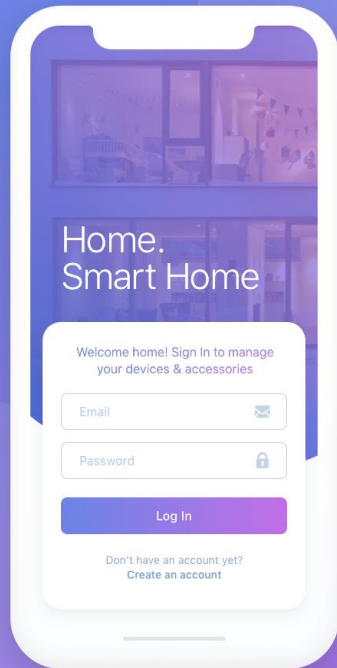 Home.
Smart Home
Welcome home! Sign In to manage
your devices & accessories
Email
Password
Log In
Don't have an account yet?
Create an account